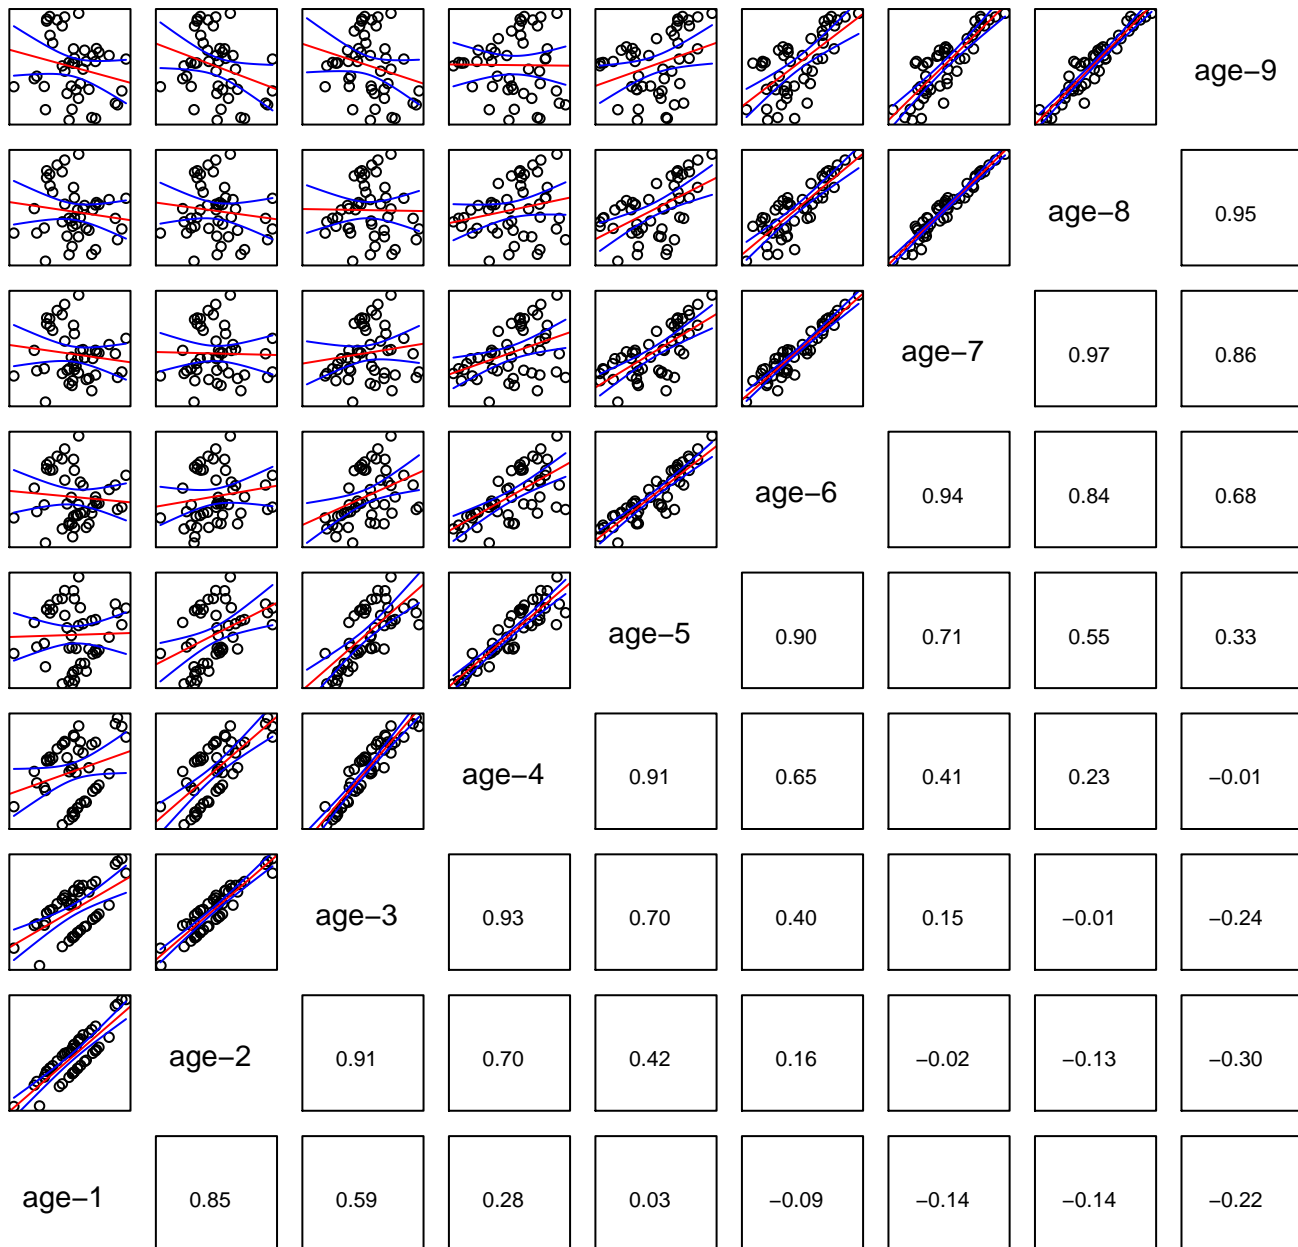 age−9
age−8 0.95
age−7 0.97 0.86
age−6 0.94 0.84 0.68
age−5 0.90 0.71 0.55 0.33
age−4 0.91 0.65 0.41 0.23 −0.01
age−3 0.93 0.70 0.40 0.15 −0.01 −0.24
age−2 0.91 0.70 0.42 0.16 −0.02 −0.13 −0.30
age−1 0.85 0.59 0.28 0.03 −0.09 −0.14 −0.14 −0.22